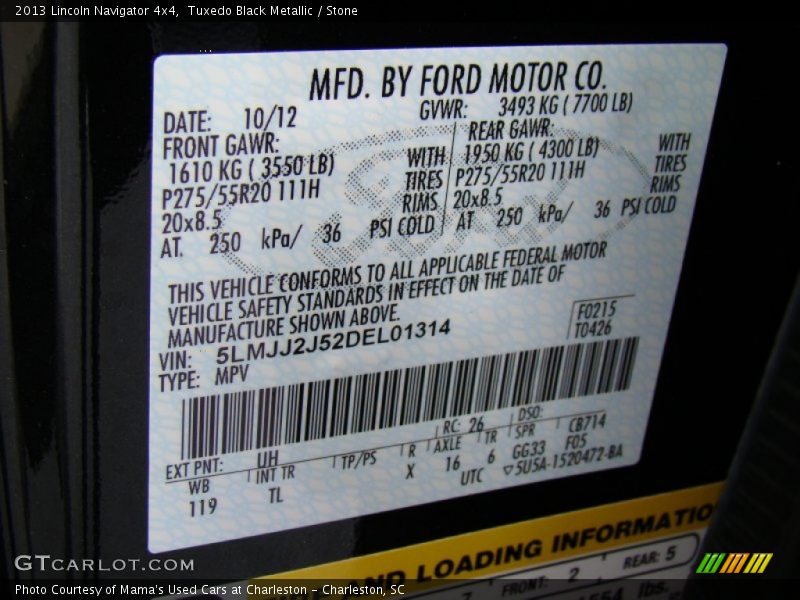 2013 Lincoln Navigator 4x4, Tuxedo Black Metallic / Stone
MFD. BY FORD MOTOR CO.
DATE: 10/12 GVWR: 3493 KG ( 7700 LB)
FRONT GAWR: REAR GAWR:
1610 KG ( 3550 LB) WITH 1950 KG ( 4300 LB) WITH
P275/55R20 111H TIRES P275/55R20 111H TIRES
20x8.5 RIMS 20x8.5 RIMS
AT. 250 kPa/ 36 PSI COLD AT 250 kPa/ 36 PSI COLD
THIS VEHICLE CONFORMS TO ALL APPLICABLE FEDERAL MOTOR
VEHICLE SAFETY STANDARDS IN EFFECT ON THE DATE OF
MANUFACTURE SHOWN ABOVE.
F0215
VIN: 5LMJJ2J52DEL01314 T0426
TYPE: MPV
EXT PNT: UH RC: 26 DSO:
WB INT TR TP/PS R AXLE TR SPR CB714
119 TL X 16 6 GG33 F05
UTC ▽5U5A-1520472-BA
AND LOADING INFORMATIO
FRONT: 2 REAR: 5
lbs.
GTCARLOT.COM
Photo Courtesy of Mama's Used Cars at Charleston - Charleston, SC